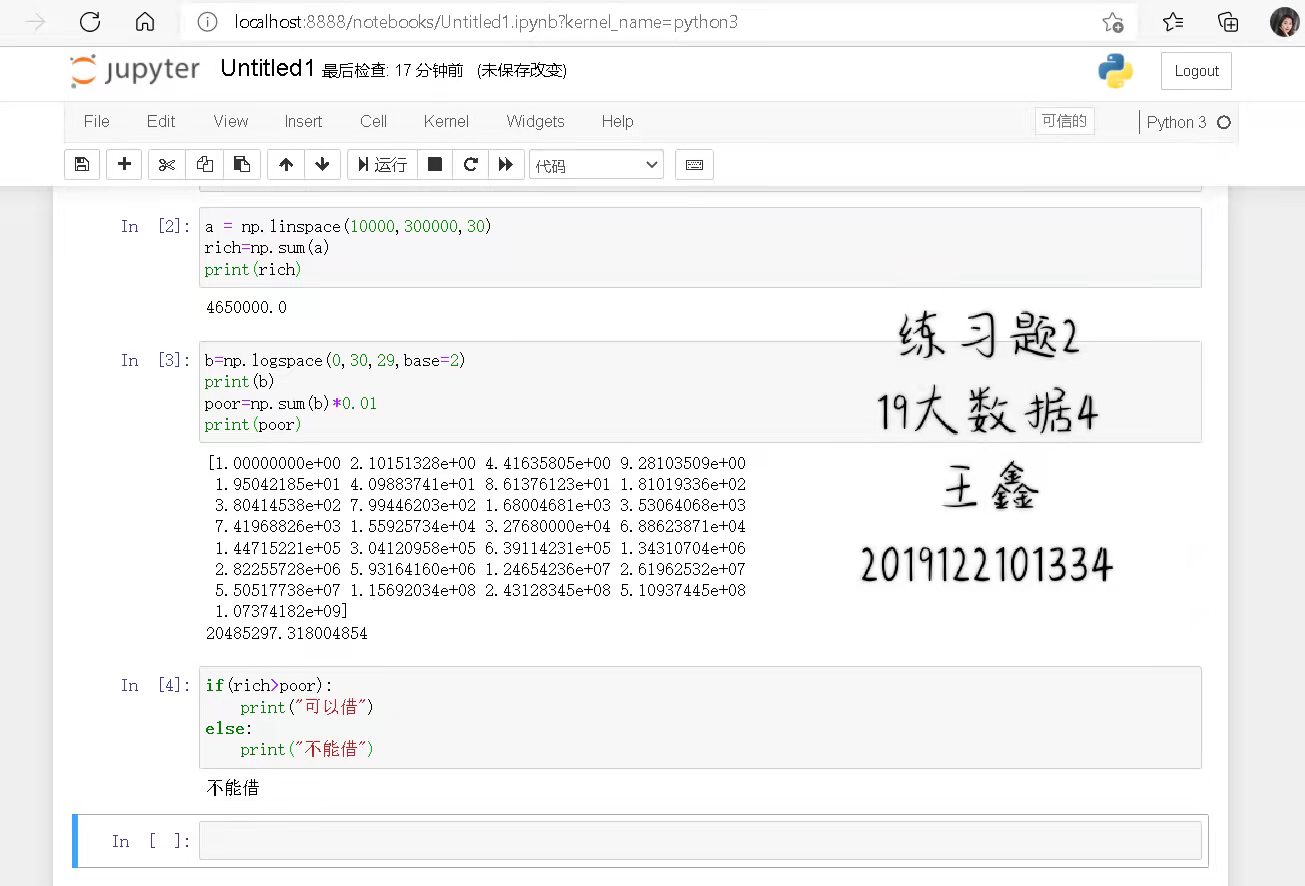 localhost:8888/notebooks/Untitled1.ipynb?kernel_name=python3
jupyter Untitled1 最后检查: 17 分钟前 (未保存改变)
Logout
File Edit View Insert Cell Kernel Widgets Help 可信的 Python 3
运行 代码
In [2]: a = np.linspace(10000,300000,30)
rich=np.sum(a)
print(rich)
4650000.0
In [3]: b=np.logspace(0,30,29,base=2)
print(b)
poor=np.sum(b)*0.01
print(poor)
[1.00000000e+00 2.10151328e+00 4.41635805e+00 9.28103509e+00
1.95042185e+01 4.09883741e+01 8.61376123e+01 1.81019336e+02
3.80414538e+02 7.99446203e+02 1.68004681e+03 3.53064068e+03
7.41968826e+03 1.55925734e+04 3.27680000e+04 6.88623871e+04
1.44715221e+05 3.04120958e+05 6.39114231e+05 1.34310704e+06
2.82255728e+06 5.93164160e+06 1.24654236e+07 2.61962532e+07
5.50517738e+07 1.15692034e+08 2.43128345e+08 5.10937445e+08
1.07374182e+09]
20485297.318004854
练习题2
19大数据4
王鑫
2019122101334
In [4]: if(rich>poor):
print("可以借")
else:
print("不能借")
不能借
In [ ]: